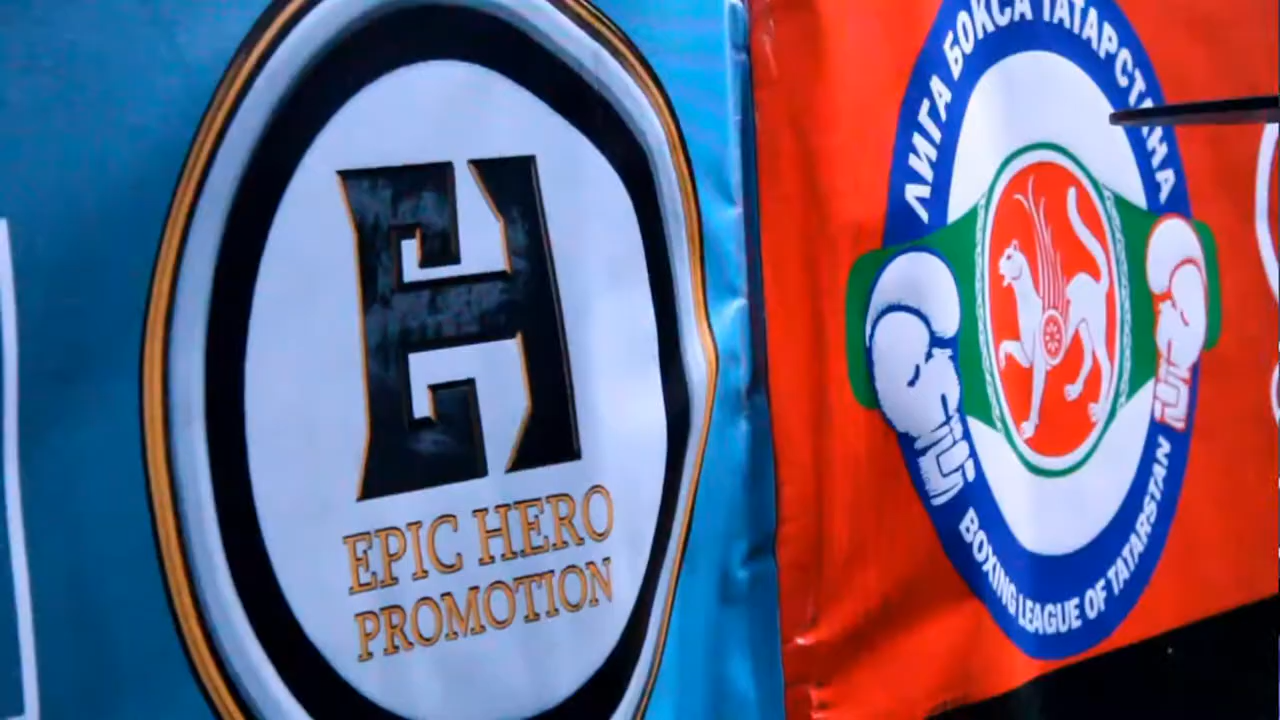 EPIC HERO
PROMOTION
ЛИГА БОКСА ТАТАРСТАНА
BOXING LEAGUE OF TATARSTAN